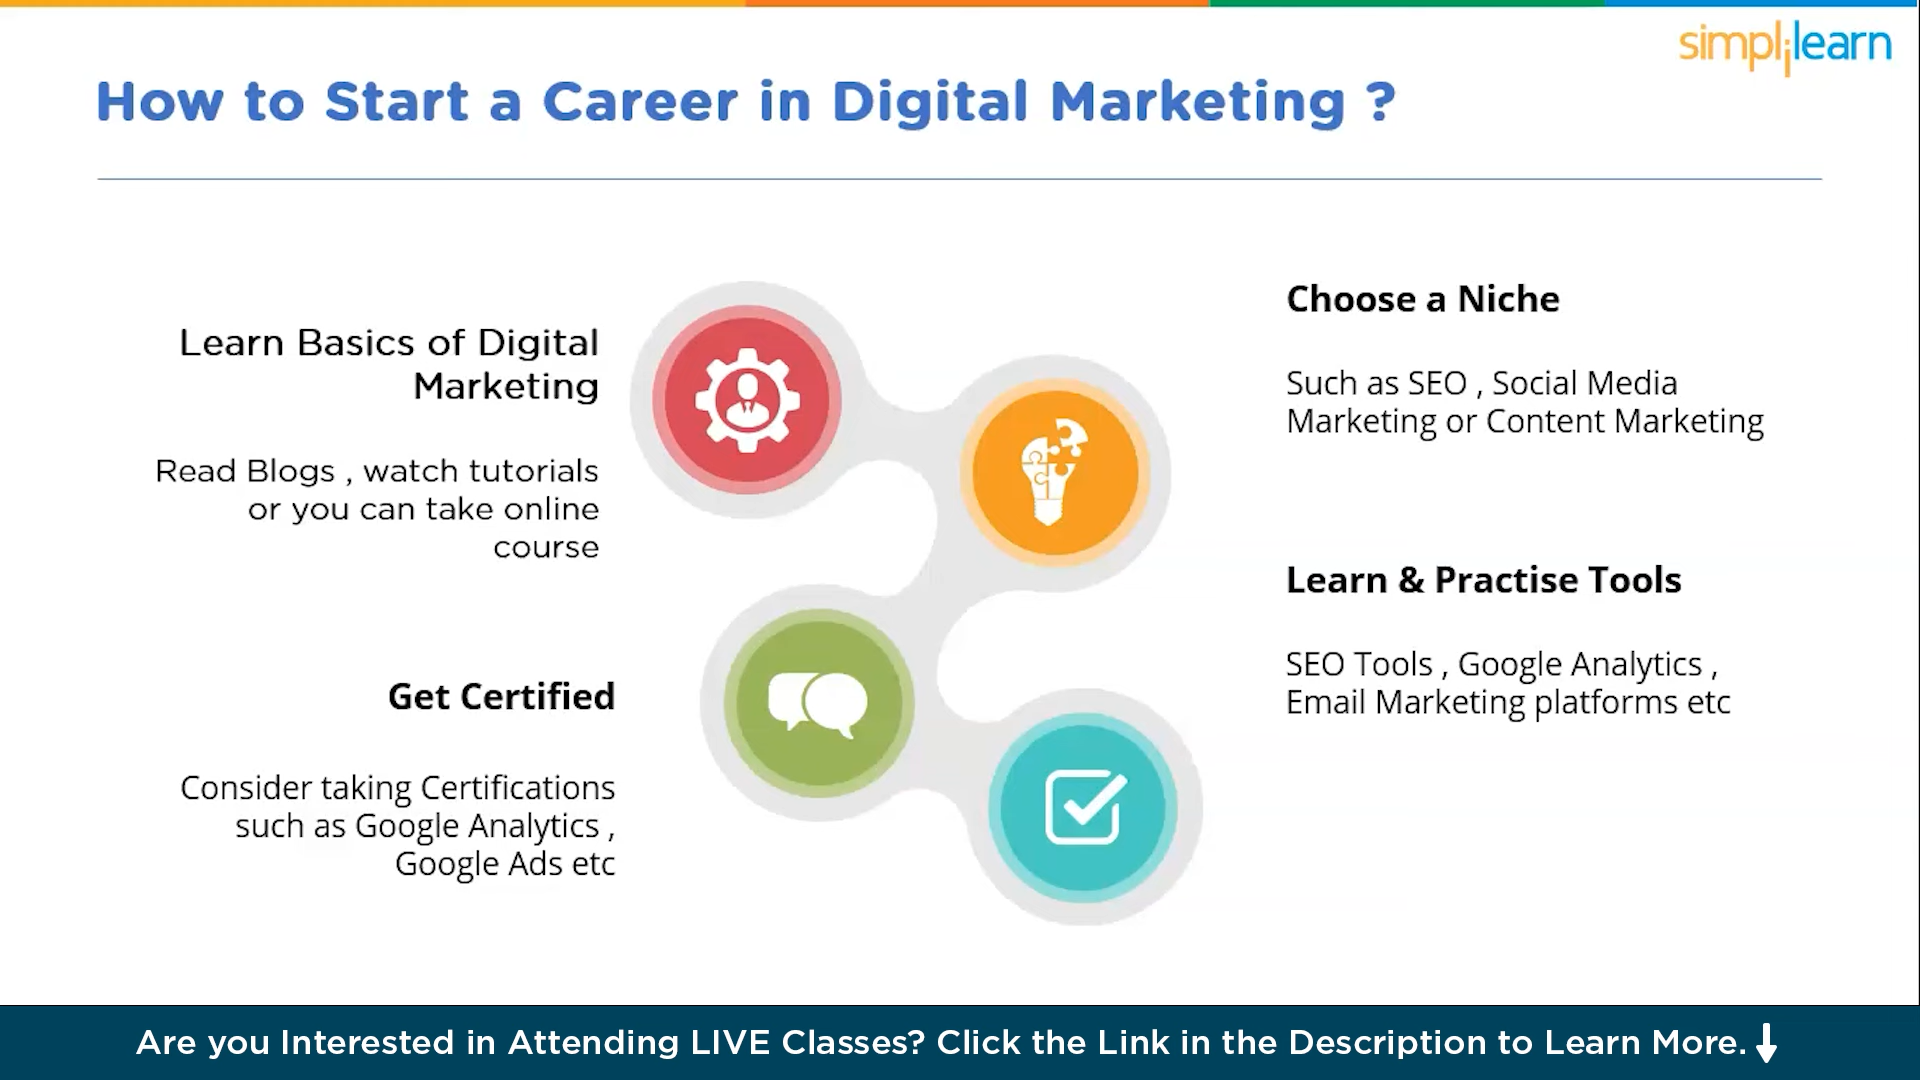 simplilearn
How to Start a Career in Digital Marketing ?
Learn Basics of Digital
Marketing
Read Blogs , watch tutorials
or you can take online
course
Choose a Niche
Such as SEO , Social Media
Marketing or Content Marketing
Get Certified
Consider taking Certifications
such as Google Analytics ,
Google Ads etc
Learn & Practise Tools
SEO Tools , Google Analytics ,
Email Marketing platforms etc
Are you Interested in Attending LIVE Classes? Click the Link in the Description to Learn More.